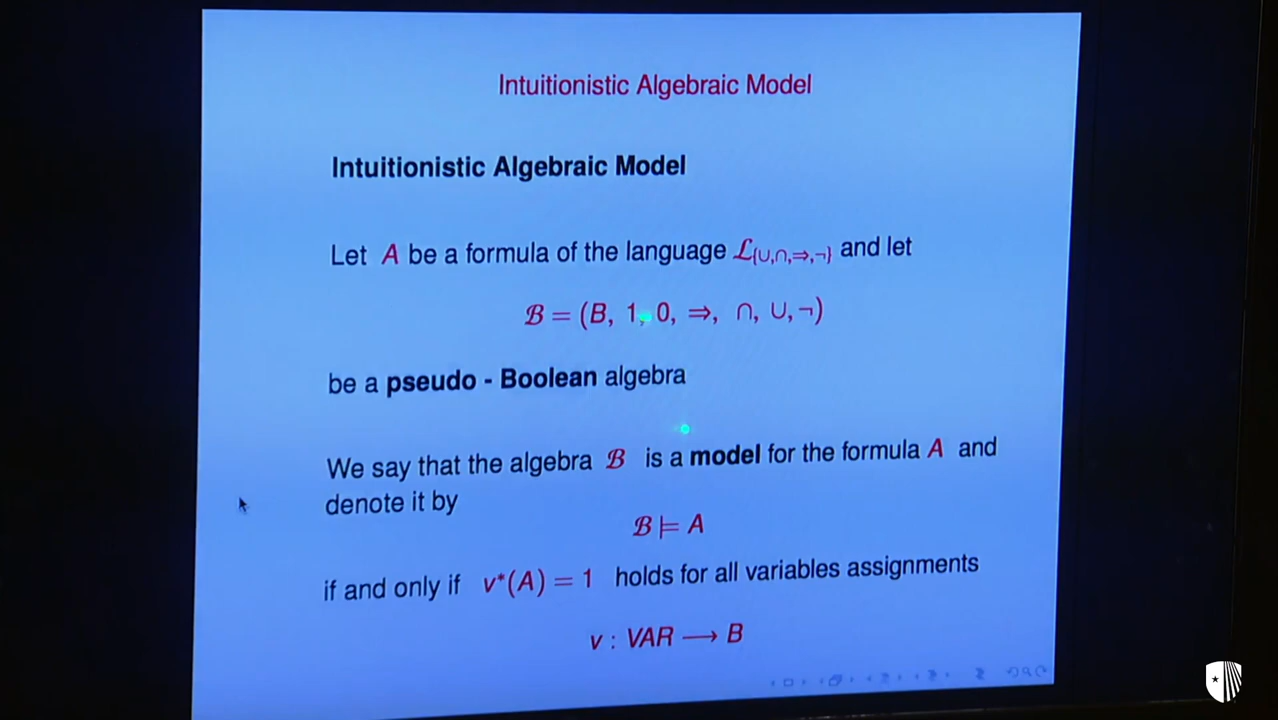 Intuitionistic Algebraic Model
Intuitionistic Algebraic Model
Let A be a formula of the language ℒ{∪,∩,⇒,¬} and let
ℬ = (B, 1, 0, ⇒, ∩, ∪, ¬)
be a pseudo - Boolean algebra
We say that the algebra ℬ is a model for the formula A and
denote it by
ℬ ⊨ A
if and only if v*(A) = 1 holds for all variables assignments
v : VAR ⟶ B